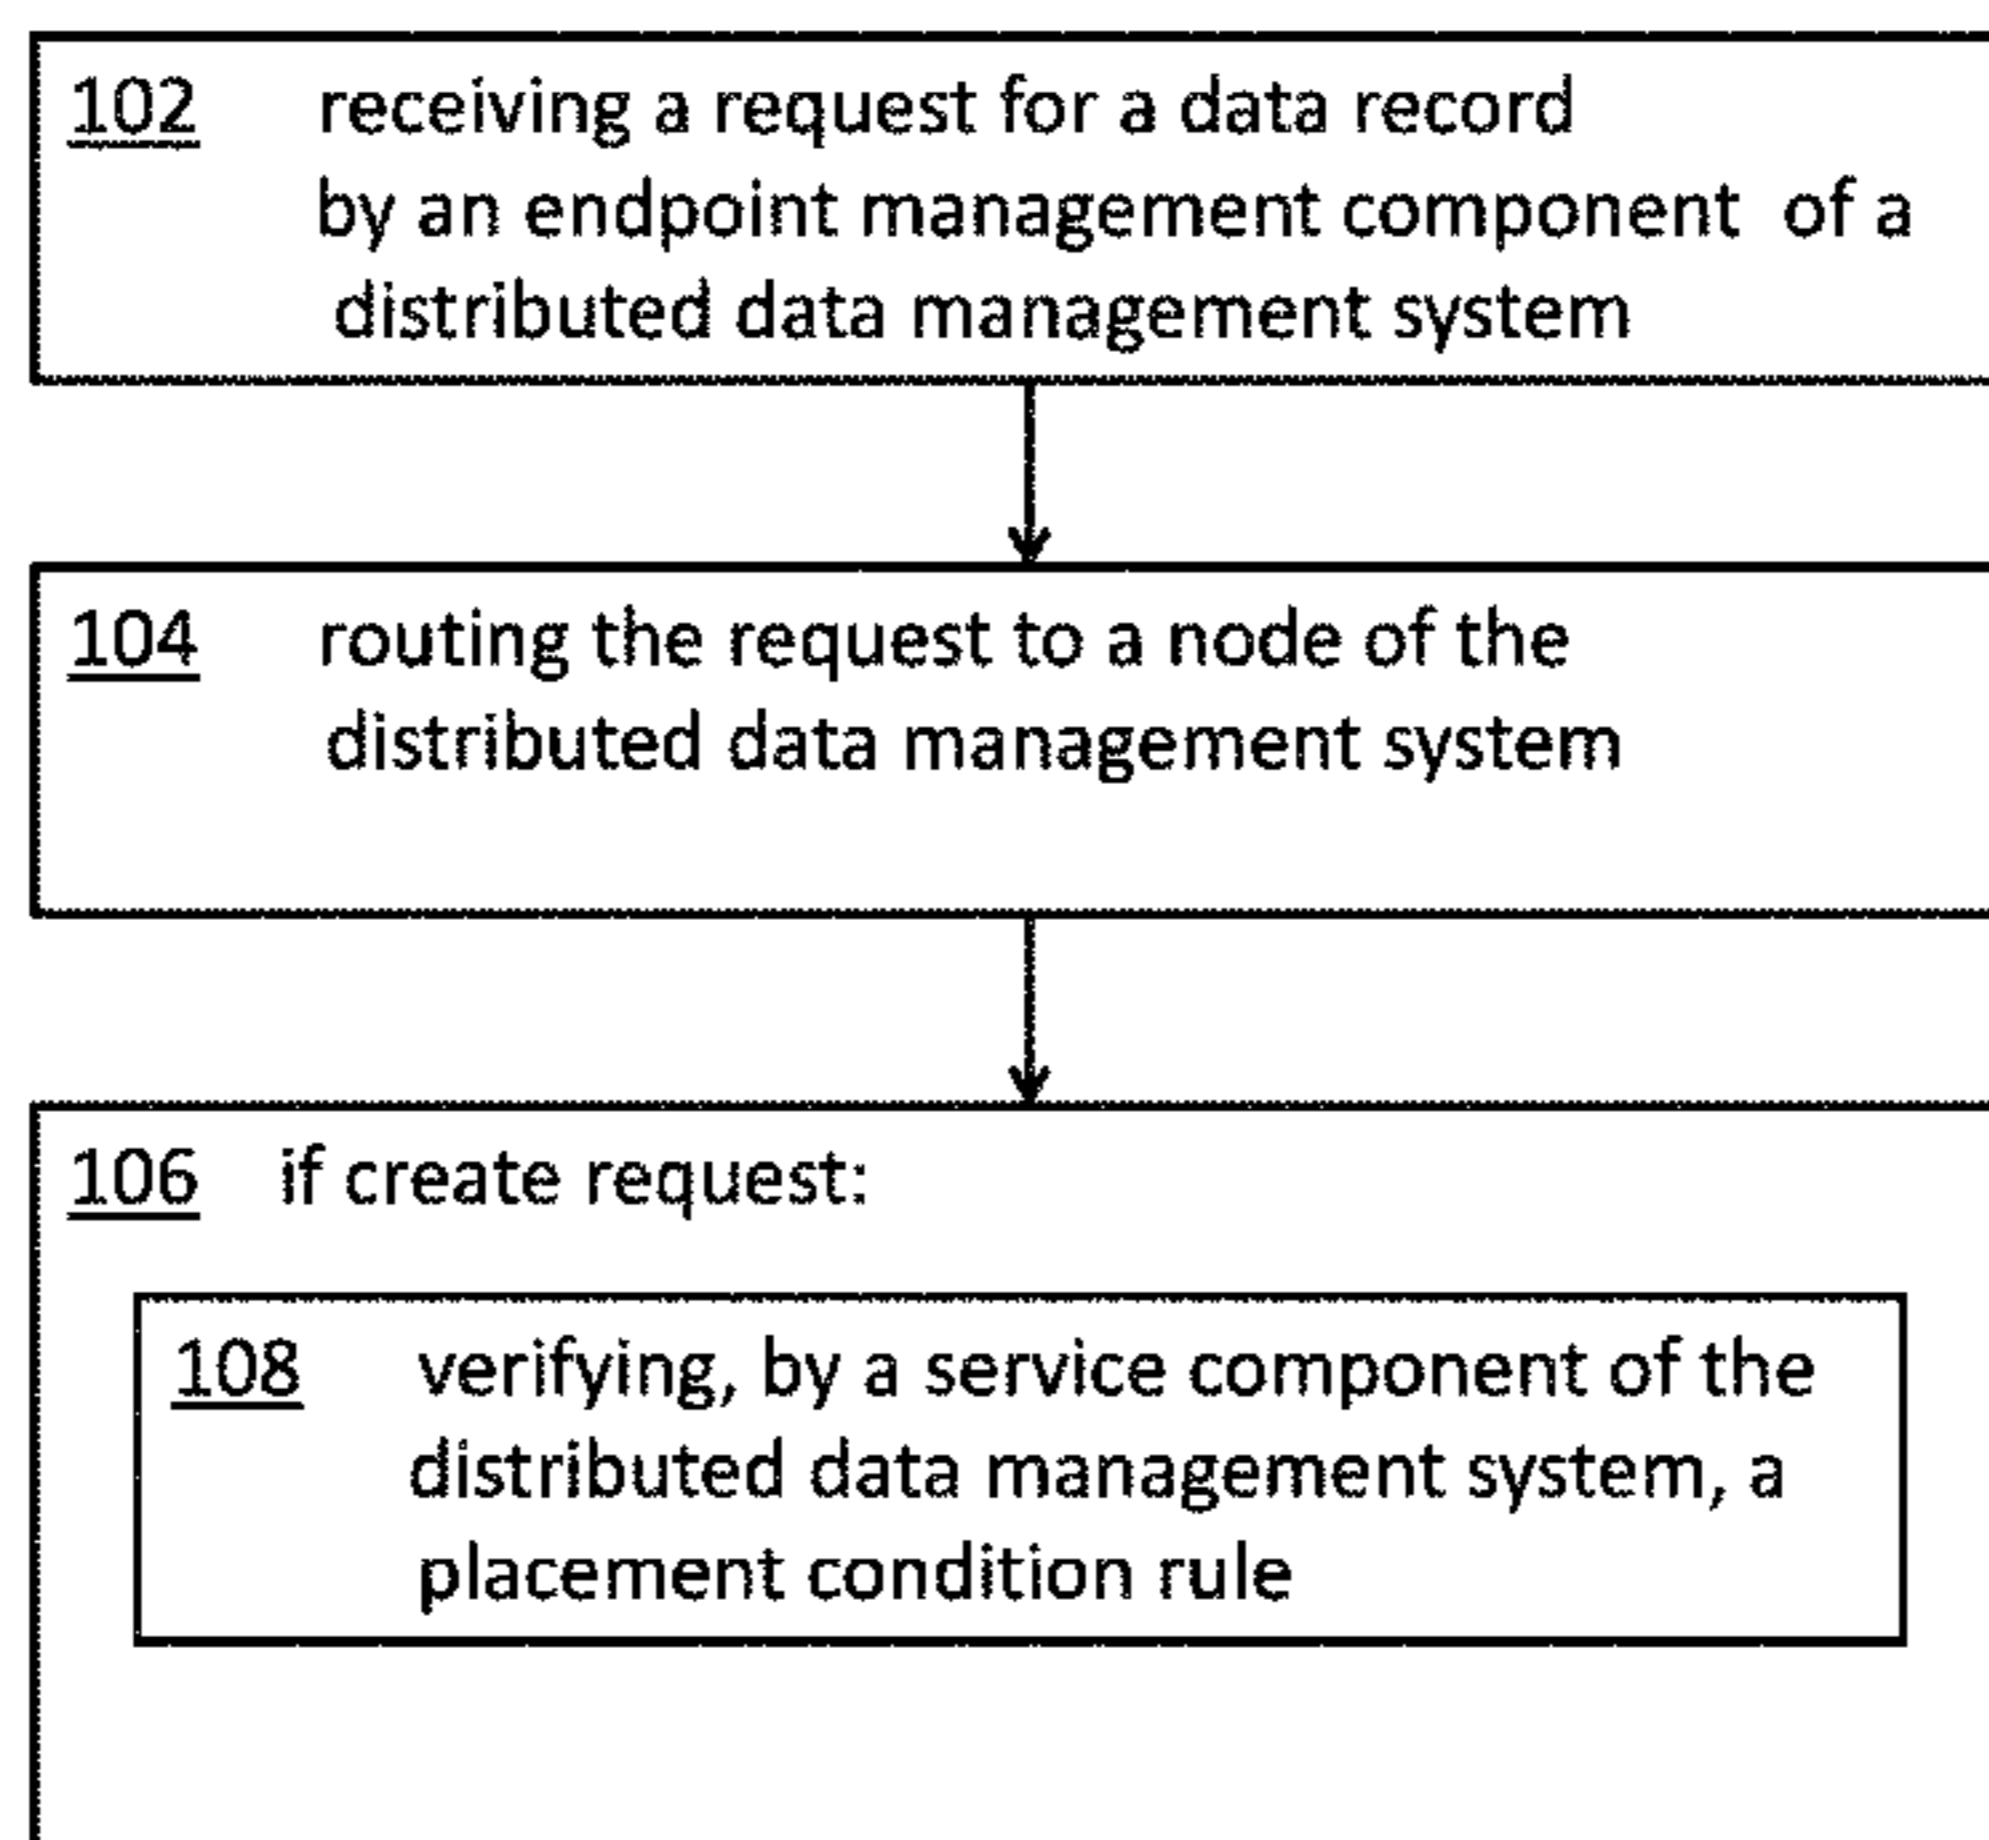 102 receiving a request for a data record
by an endpoint management component of a
distributed data management system
104 routing the request to a node of the
distributed data management system
106 if create request:
108 verifying, by a service component of the
distributed data management system, a
placement condition rule